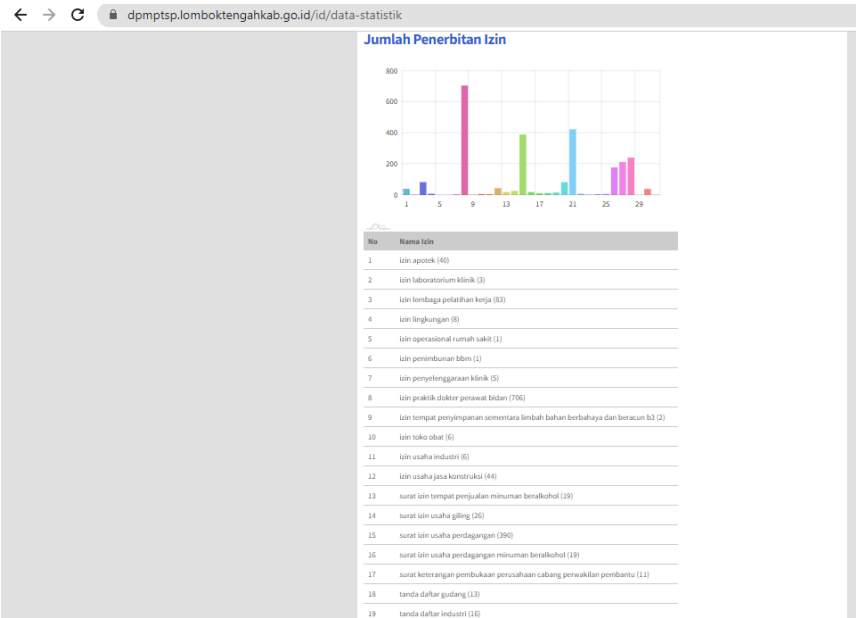 dpmptsp.lomboktengahkab.go.id/id/data-statistik
Jumlah Penerbitan Izin
800
600
400
200
0
1 5 9 13 17 21 25 29
No Nama Izin
1 izin apotek (40)
2 izin laboratorium klinik (3)
3 izin lembaga pelatihan kerja (83)
4 izin lingkungan (8)
5 izin operasional rumah sakit (1)
6 izin penimbunan bbm (1)
7 izin penyelenggaraan klinik (5)
8 izin praktik dokter perawat bidan (706)
9 izin tempat penyimpanan sementara limbah bahan berbahaya dan beracun b3 (2)
10 izin toko obat (6)
11 izin usaha industri (6)
12 izin usaha jasa konstruksi (44)
13 surat izin tempat penjualan minuman beralkohol (19)
14 surat izin usaha giling (26)
15 surat izin usaha perdagangan (390)
16 surat izin usaha perdagangan minuman beralkohol (19)
17 surat keterangan pembukaan perusahaan cabang perwakilan pembantu (11)
18 tanda daftar gudang (13)
19 tanda daftar industri (16)